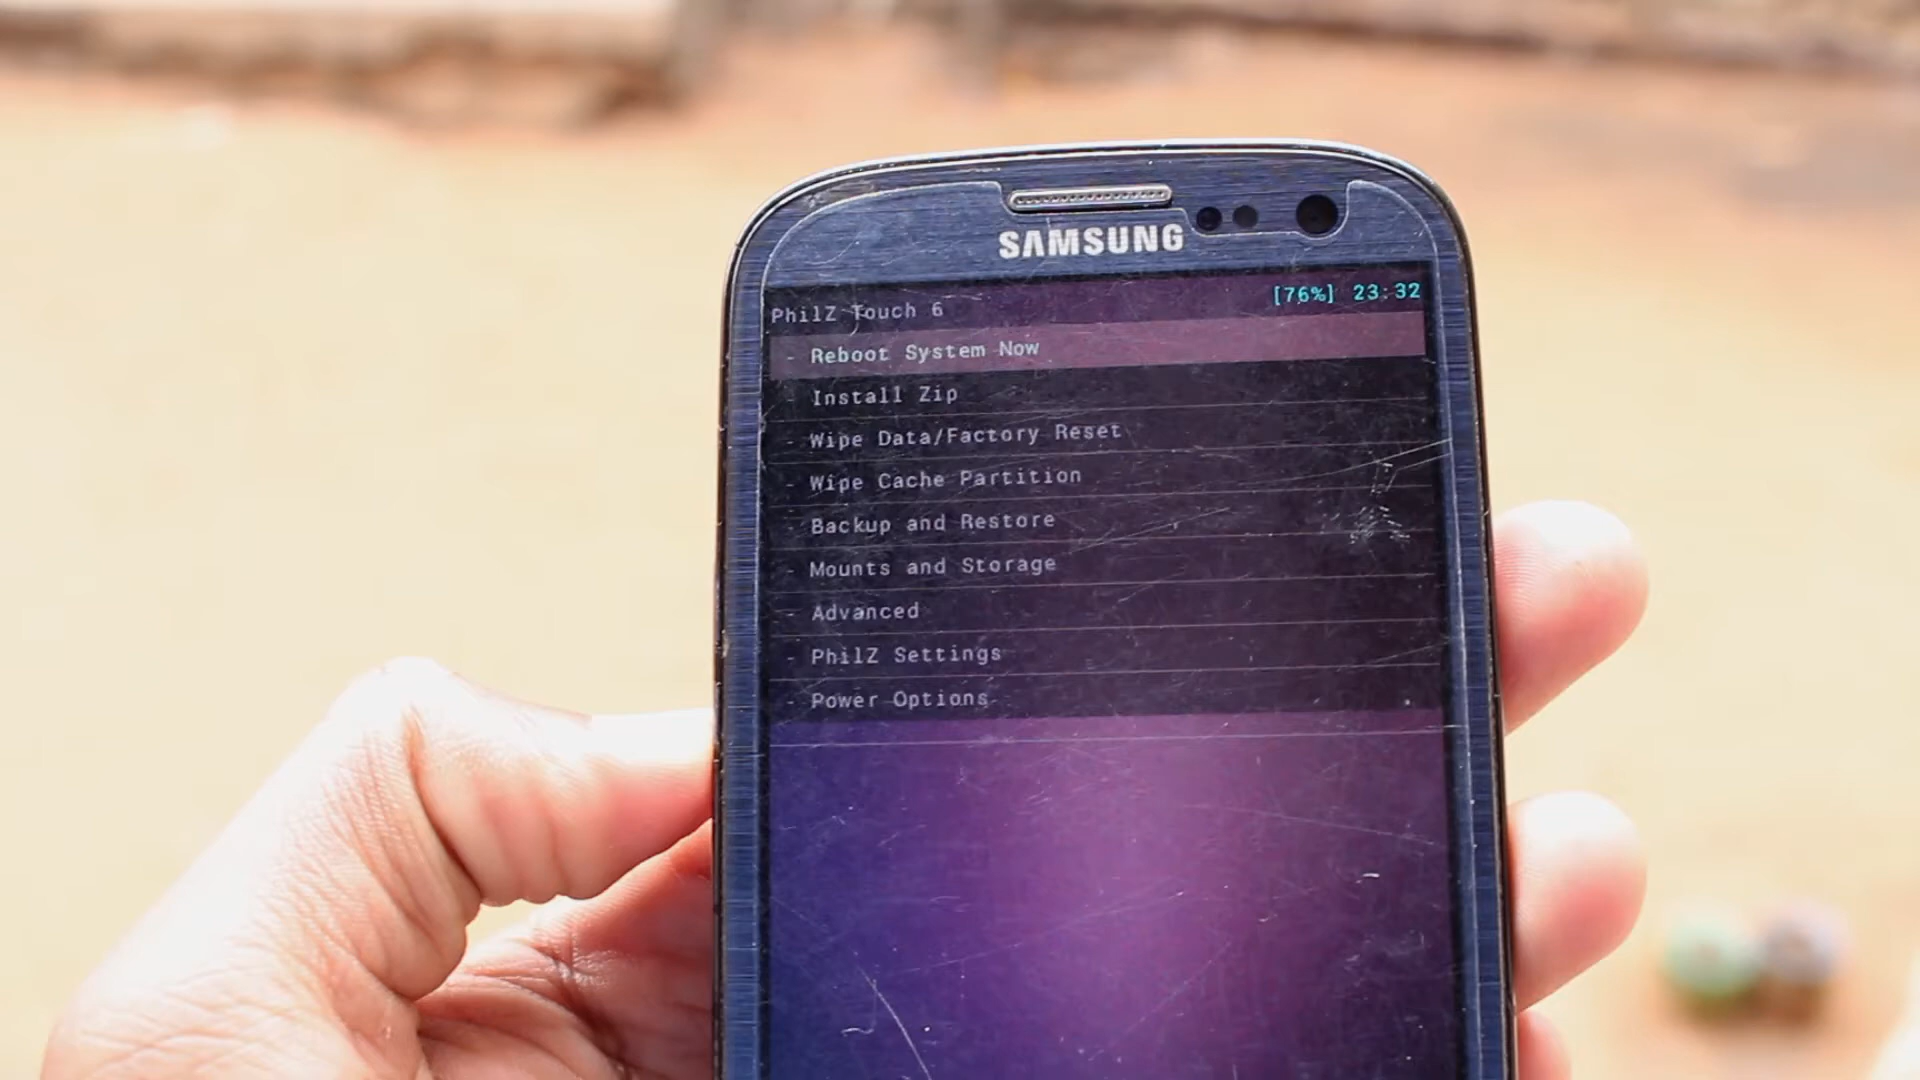 SAMSUNG
PhilZ Touch 6 [76%] 23:32
- Reboot System Now
- Install Zip
- Wipe Data/Factory Reset
- Wipe Cache Partition
- Backup and Restore
- Mounts and Storage
- Advanced
- PhilZ Settings
- Power Options